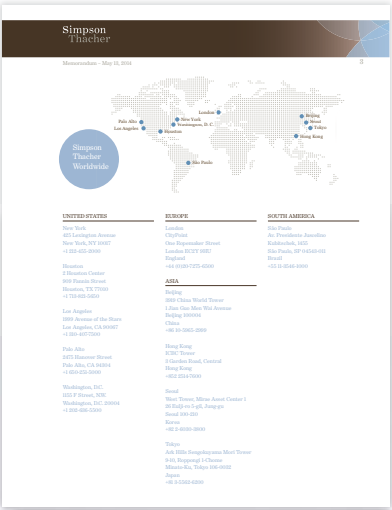 Simpson
Thacher
Memorandum – May 15, 2014
3
London
Beijing
Seoul
Tokyo
Hong Kong
New York
Palo Alto
Washington, D.C.
Los Angeles
Houston
São Paulo
Simpson
Thacher
Worldwide
UNITED STATES
New York
425 Lexington Avenue
New York, NY 10017
+1-212-455-2000
Houston
2 Houston Center
909 Fannin Street
Houston, TX 77010
Los Angeles
1999 Avenue of the Stars
Los Angeles, CA 90067
+1-310-407-7500
Palo Alto
2475 Hanover Street
Palo Alto, CA 94304
+1-650-251-5000
Washington, D.C.
1155 F Street, NW
Washington, D.C. 20004
+1-202-636-5500
EUROPE
London
CityPoint
One Ropemaker Street
London EC2Y 9HU
England
+44-(0)20-7275-6500
ASIA
Beijing
3919 China World Tower
1 Jian Guo Men Wai Avenue
Beijing 100004
China
+86-10-5965-2999
Hong Kong
ICBC Tower
3 Garden Road, Central
Hong Kong
+852-2514-7600
Seoul
West Tower, Mirae Asset Center 1
26 Eulji-ro 5-gil, Jung-gu
Seoul 100-210
Korea
Tokyo
Ark Hills Sengokuyama Mori Tower
9-10, Roppongi 1-Chome
Minato-Ku, Tokyo 106-0032
Japan
+81-3-5562-6200
SOUTH AMERICA
São Paulo
Av. Presidente Juscelino
Kubitschek, 1455
São Paulo, SP 04543-011
Brazil
+55-11-3546-1000